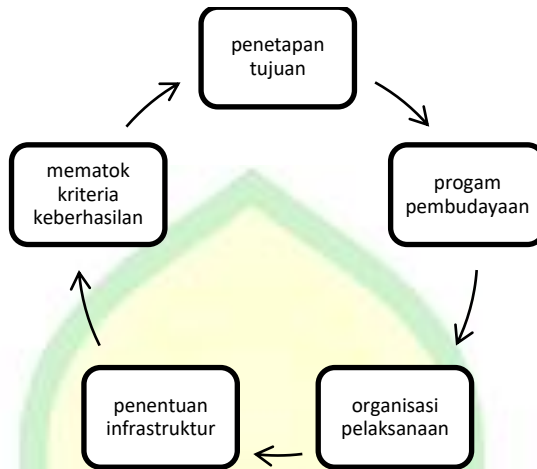 penetapan
tujuan
progam
pembudayaan
organisasi
pelaksanaan
penentuan
infrastruktur
mematok
kriteria
keberhasilan